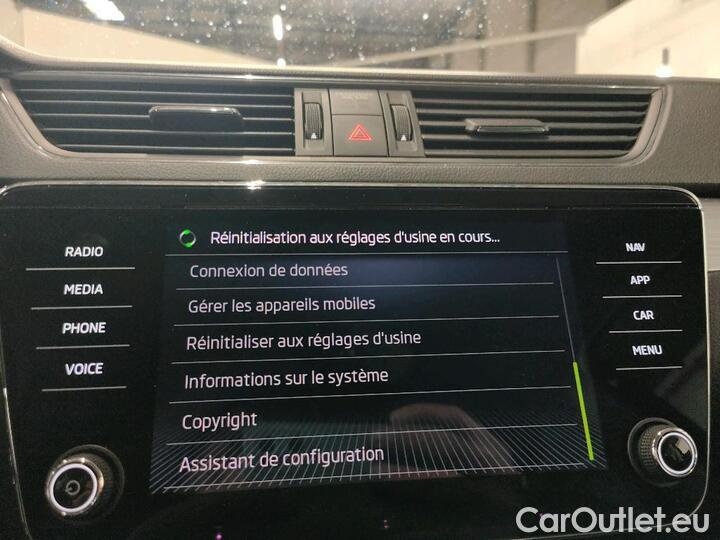 RADIO
MEDIA
PHONE
VOICE
Réinitialisation aux réglages d'usine en cours...
Connexion de données
Gérer les appareils mobiles
Réinitialiser aux réglages d'usine
Informations sur le système
Copyright
Assistant de configuration
NAV
APP
CAR
MENU
CarOutlet.eu